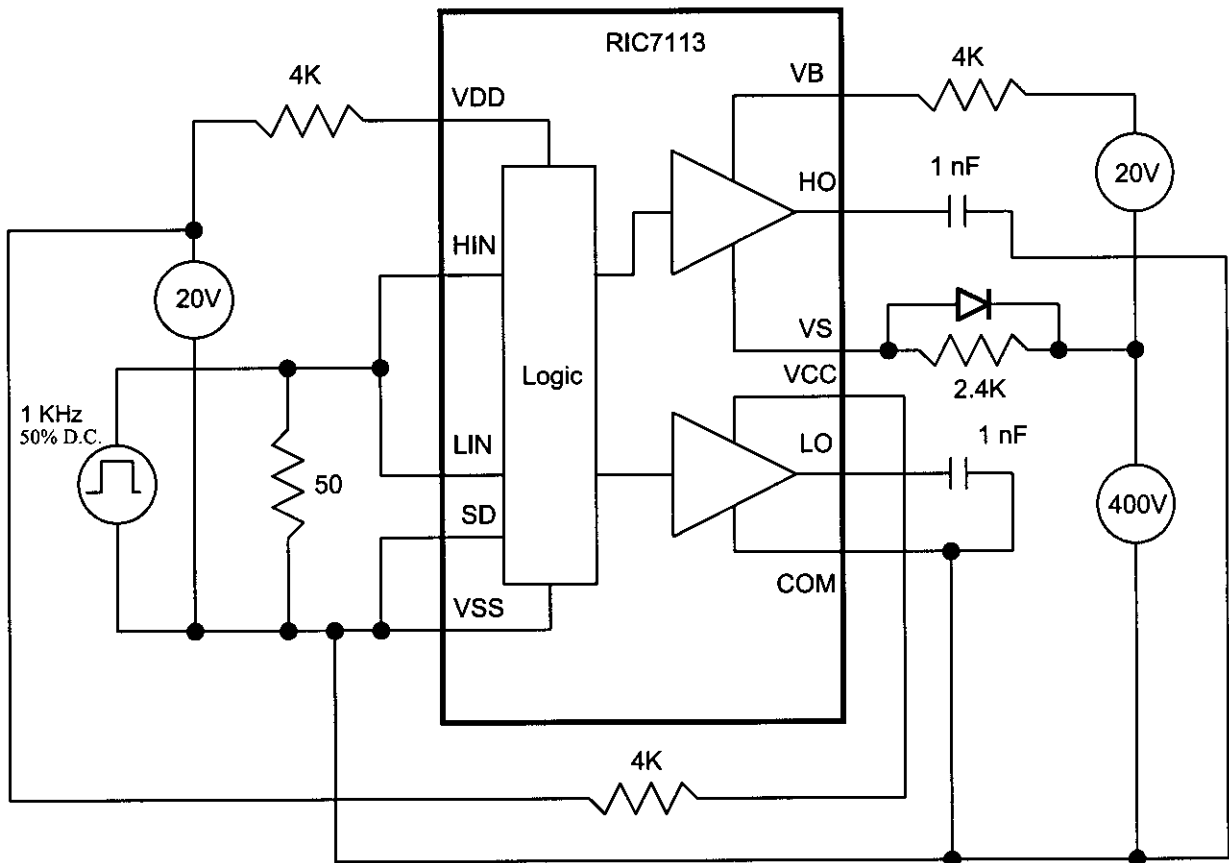 RIC7113
4K
VDD
VB
4K
HO
1 nF
20V
HIN
20V
VS
VCC
2.4K
Logic
1 KHz
50% D.C.
LIN
LO
1 nF
50
SD
400V
COM
VSS
4K